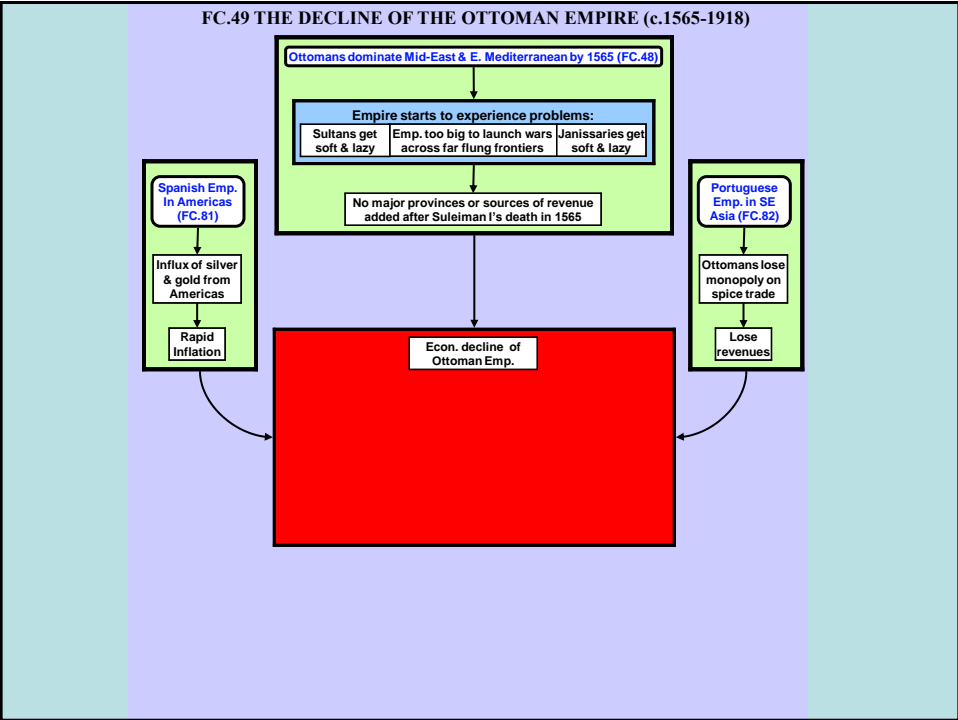 FC.49 THE DECLINE OF THE OTTOMAN EMPIRE (c.1565-1918)
Ottomans dominate Mid-East & E. Mediterranean by 1565 (FC.48)
Empire starts to experience problems:
Sultans get
soft & lazy
Emp. too big to launch wars
across far flung frontiers
Janissaries get
soft & lazy
No major provinces or sources of revenue
added after Suleiman I's death in 1565
Spanish Emp.
In Americas
(FC.81)
Influx of silver
& gold from
Americas
Rapid
Inflation
Portuguese
Emp. in SE
Asia (FC.82)
Ottomans lose
monopoly on
spice trade
Lose
revenues
Econ. decline of
Ottoman Emp.